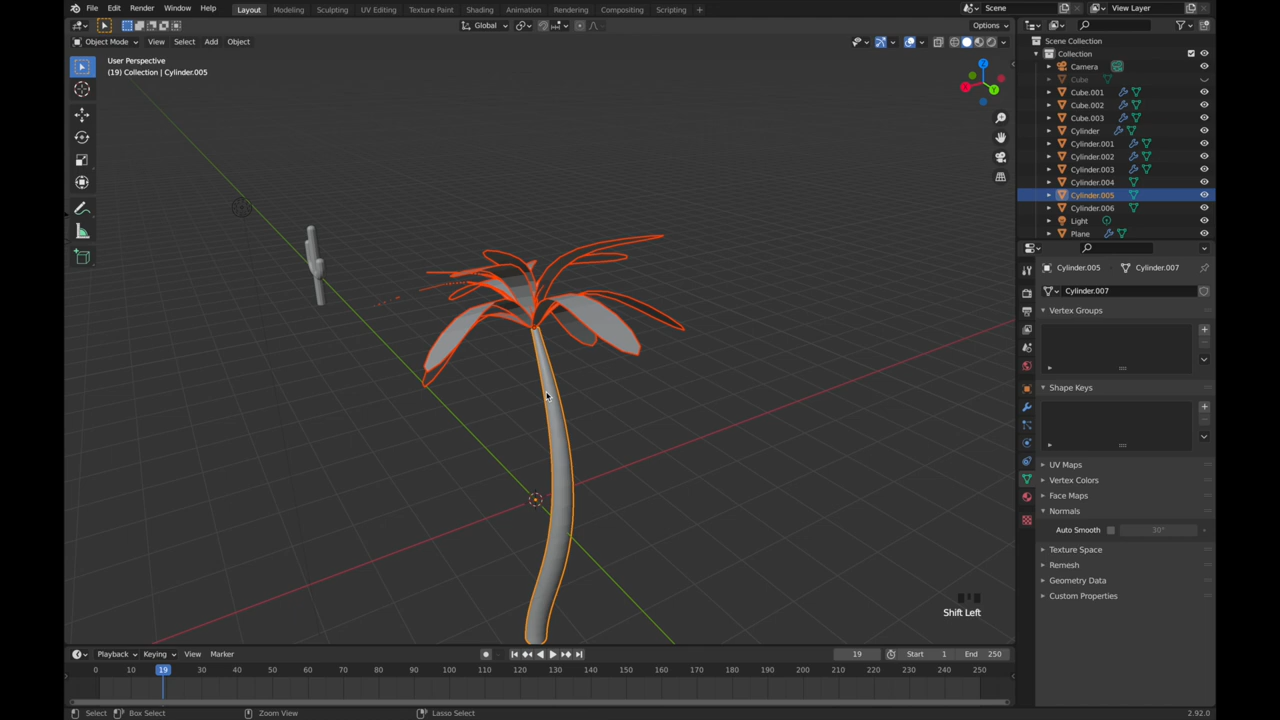 File Edit Render Window Help Layout Modeling Sculpting UV Editing Texture Paint Shading Animation Rendering Compositing Scripting + Scene View Layer
Global Options
Object Mode View Select Add Object
User Perspective
(19) Collection | Cylinder.005
X
Y
Z
Scene Collection
Collection
Camera
Cube
Cube.001
Cube.002
Cube.003
Cylinder
Cylinder.001
Cylinder.002
Cylinder.003
Cylinder.004
Cylinder.005
Cylinder.006
Light
Plane
Cylinder.005 Cylinder.007
Cylinder.007
Vertex Groups
Shape Keys
UV Maps
Vertex Colors
Face Maps
Normals
Auto Smooth 30°
Texture Space
Remesh
Geometry Data
Custom Properties
Shift Left
Playback Keying View Marker 19 Start 1 End 250
0 10 19 30 40 50 60 70 80 90 100 110 120 130 140 150 160 170 180 190 200 210 220 230 240 250
Select Box Select Zoom View Lasso Select 2.92.0